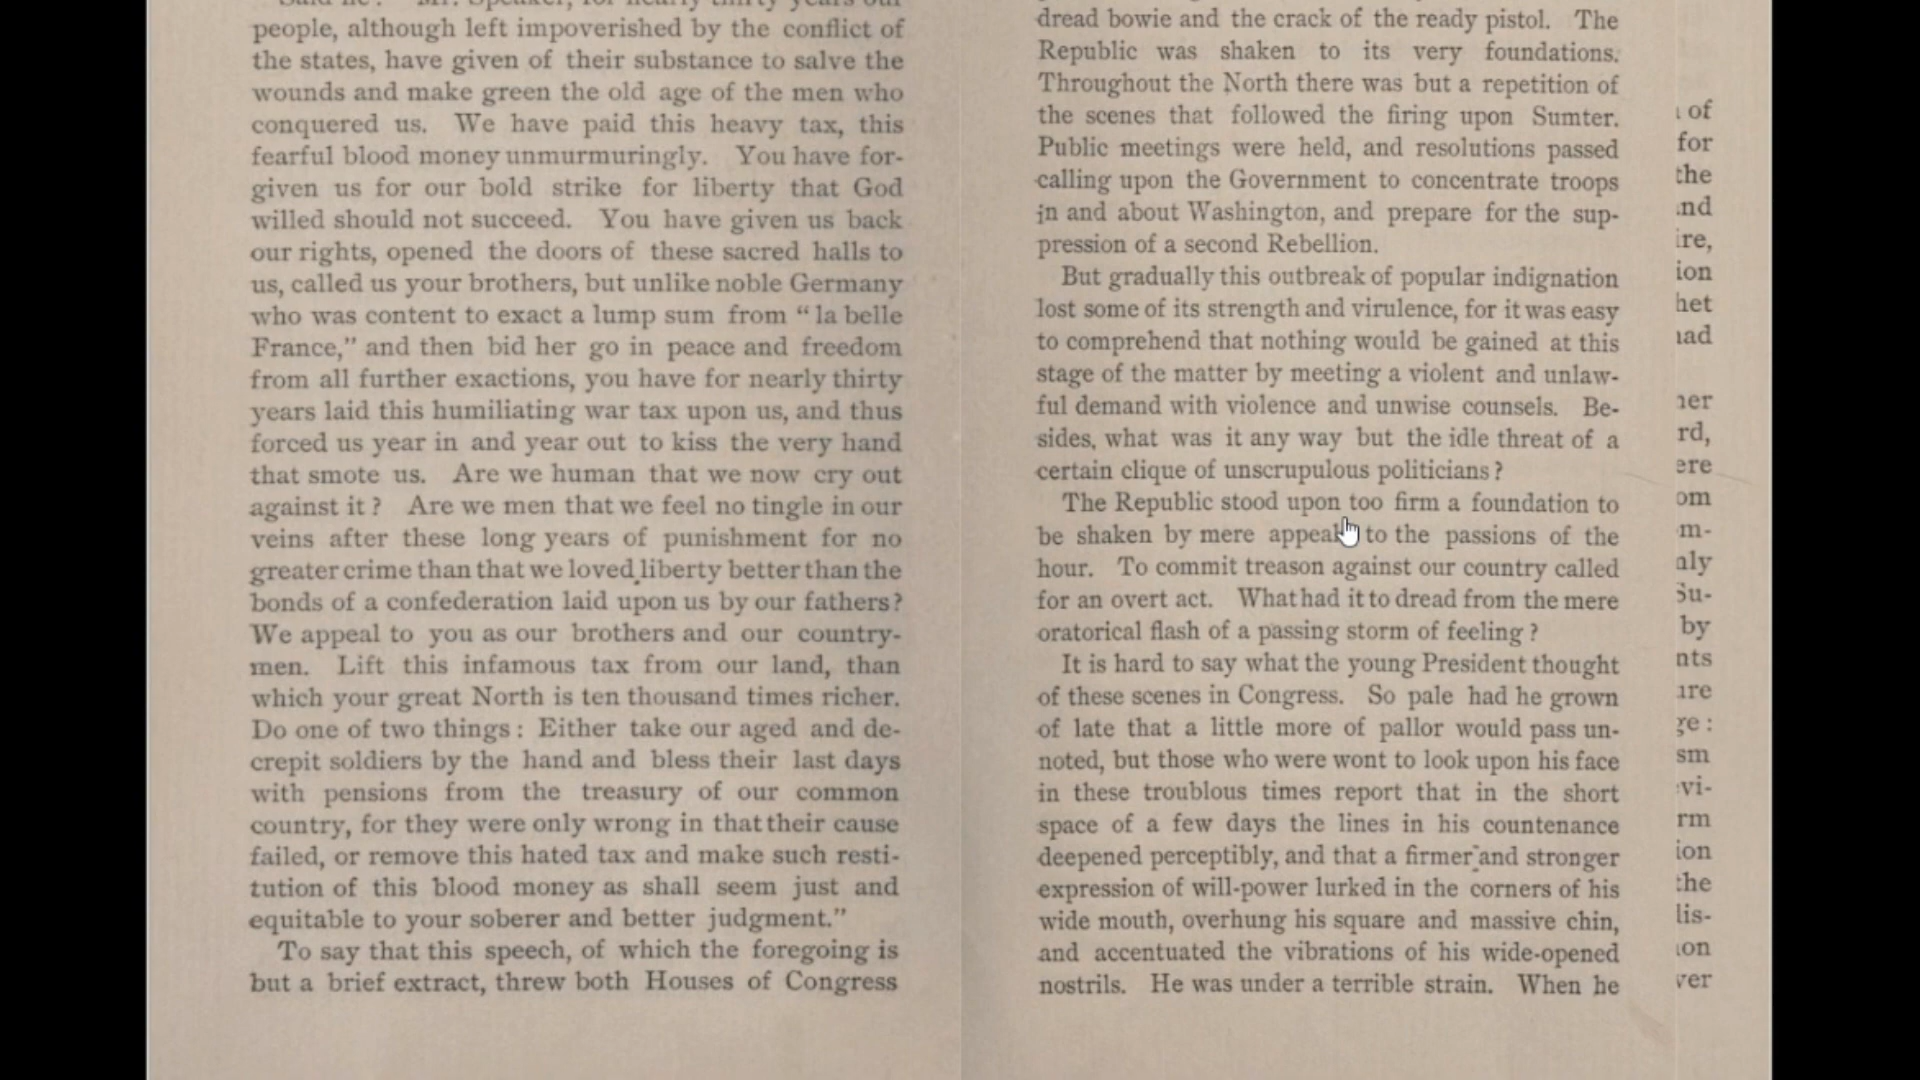 people, although left impoverished by the conflict of
the states, have given of their substance to salve the
wounds and make green the old age of the men who
conquered us. We have paid this heavy tax, this
fearful blood money unmurmuringly. You have for-
given us for our bold strike for liberty that God
willed should not succeed. You have given us back
our rights, opened the doors of these sacred halls to
us, called us your brothers, but unlike noble Germany
who was content to exact a lump sum from “ la belle
France,” and then bid her go in peace and freedom
from all further exactions, you have for nearly thirty
years laid this humiliating war tax upon us, and thus
forced us year in and year out to kiss the very hand
that smote us. Are we human that we now cry out
against it ? Are we men that we feel no tingle in our
veins after these long years of punishment for no
greater crime than that we loved liberty better than the
bonds of a confederation laid upon us by our fathers?
We appeal to you as our brothers and our country-
men. Lift this infamous tax from our land, than
which your great North is ten thousand times richer.
Do one of two things : Either take our aged and de-
crepit soldiers by the hand and bless their last days
with pensions from the treasury of our common
country, for they were only wrong in that their cause
failed, or remove this hated tax and make such resti-
tution of this blood money as shall seem just and
equitable to your soberer and better judgment.”
To say that this speech, of which the foregoing is
but a brief extract, threw both Houses of Congress
dread bowie and the crack of the ready pistol. The
Republic was shaken to its very foundations.
Throughout the North there was but a repetition of
the scenes that followed the firing upon Sumter.
Public meetings were held, and resolutions passed
calling upon the Government to concentrate troops
in and about Washington, and prepare for the sup-
pression of a second Rebellion.
But gradually this outbreak of popular indignation
lost some of its strength and virulence, for it was easy
to comprehend that nothing would be gained at this
stage of the matter by meeting a violent and unlaw-
ful demand with violence and unwise counsels. Be-
sides, what was it any way but the idle threat of a
certain clique of unscrupulous politicians ?
The Republic stood upon too firm a foundation to
be shaken by mere appeal to the passions of the
hour. To commit treason against our country called
for an overt act. What had it to dread from the mere
oratorical flash of a passing storm of feeling ?
It is hard to say what the young President thought
of these scenes in Congress. So pale had he grown
of late that a little more of pallor would pass un-
noted, but those who were wont to look upon his face
in these troublous times report that in the short
space of a few days the lines in his countenance
deepened perceptibly, and that a firmer and stronger
expression of will-power lurked in the corners of his
wide mouth, overhung his square and massive chin,
and accentuated the vibrations of his wide-opened
nostrils. He was under a terrible strain. When he
of
for
the
nd
ire,
ion
het
had
her
rd,
ere
om
m-
aly
Su-
by
nts
are
ge :
sm
vi-
rm
ion
the
lis-
ion
ver